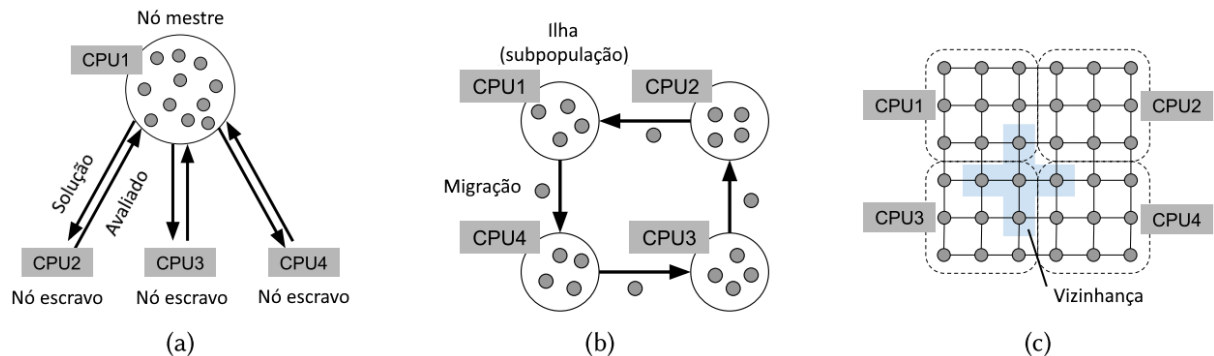 Nó mestre
CPU1
Solução
Avaliado
CPU2
CPU3
CPU4
Nó escravo
Nó escravo
Nó escravo
(a)
Ilha
(subpopulação)
CPU1
CPU2
Migração
CPU4
CPU3
(b)
CPU1
CPU2
CPU3
CPU4
Vizinhança
(c)